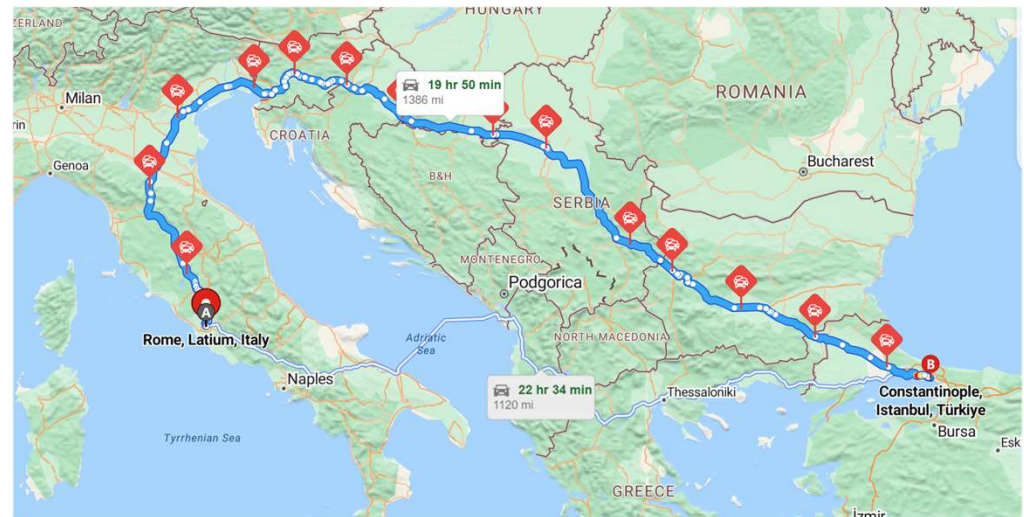 HUNGARY
ZERLAND
Milan
rin
Genoa
CROATIA
B&H
19 hr 50 min
1386 mi
ROMANIA
Bucharest
SERBIA
MONTENEGRO
Podgorica
A
Rome, Latium, Italy
Adriatic
Sea
NORTH MACEDONIA
Naples
22 hr 34 min
1120 mi
Thessaloniki
B
Constantinople,
Istanbul, Türkiye
Bursa
Esk
Tyrrhenian Sea
GREECE
İzmir